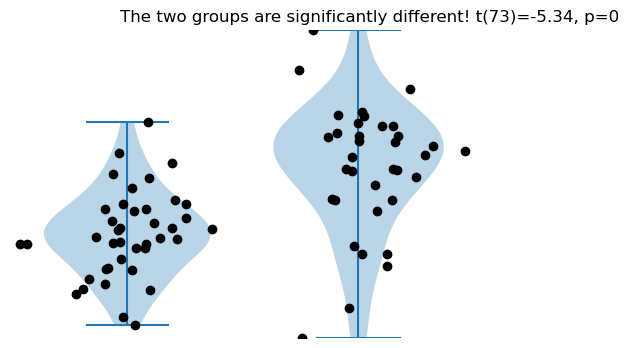 The two groups are significantly different! t(73)=-5.34, p=0